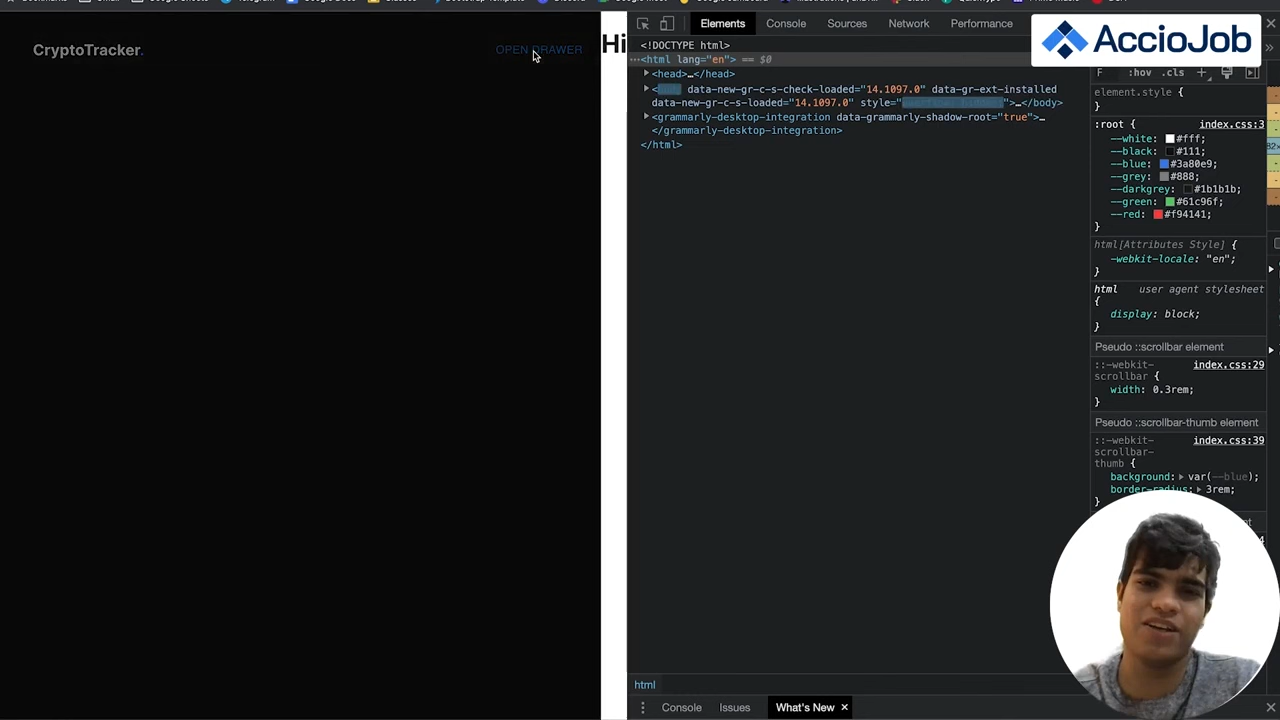 CryptoTracker.
OPEN DRAWER
Hi
Elements
Console
Sources
Network
Performance
AccioJob
<!DOCTYPE html>
<html lang="en"> == $0
<head>…</head>
data-new-gr-c-s-check-loaded="14.1097.0" data-gr-ext-installed
data-new-gr-c-s-loaded="14.1097.0" style="
">…</body>
<grammarly-desktop-integration data-grammarly-shadow-root="true">…
</grammarly-desktop-integration>
</html>
:hov .cls
element.style {
}
:root {
index.css:3
--white: #fff;
--black: #111;
--blue: #3a80e9;
--grey: #888;
--darkgrey: #1b1b1b;
--green: #61c96f;
--red: #f94141;
}
html[Attributes Style] {
-webkit-locale: "en";
}
html user agent stylesheet
{
display: block;
}
Pseudo ::scrollbar element
::-webkit-
index.css:29
scrollbar {
width: 0.3rem;
}
Pseudo ::scrollbar-thumb element
::-webkit-
index.css:39
scrollbar-
thumb {
background: var(--blue);
border-radius: 3rem;
}
html
Console
Issues
What's New